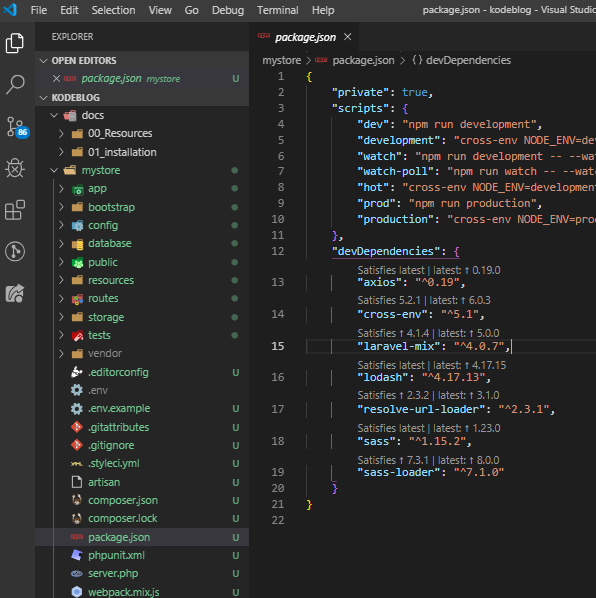 File Edit Selection View Go Debug Terminal Help package.json - kodeblog - Visual Studio
EXPLORER
OPEN EDITORS
package.json mystore U
KODEBLOG
docs
00_Resources
01_installation
mystore
app
bootstrap
config
database
public
resources
routes
storage
tests
vendor
.editorconfig U
.env
.env.example U
.gitattributes U
.gitignore U
.styleci.yml U
artisan U
composer.json U
composer.lock U
package.json U
phpunit.xml U
server.php U
webpack.mix.js U
86
package.json
mystore > package.json > { } devDependencies
1 {
2 "private": true,
3 "scripts": {
4 "dev": "npm run development",
5 "development": "cross-env NODE_ENV=dev
6 "watch": "npm run development -- --wat
7 "watch-poll": "npm run watch -- --watc
8 "hot": "cross-env NODE_ENV=development
9 "prod": "npm run production",
10 "production": "cross-env NODE_ENV=prod
11 },
12 "devDependencies": {
Satisfies latest | latest: ↑ 0.19.0
13 "axios": "^0.19",
Satisfies 5.2.1 | latest: ↑ 6.0.3
14 "cross-env": "^5.1",
Satisfies ↑ 4.1.4 | latest: ↑ 5.0.0
15 "laravel-mix": "^4.0.7",
Satisfies latest | latest: ↑ 4.17.15
16 "lodash": "^4.17.13",
Satisfies ↑ 2.3.2 | latest: ↑ 3.1.0
17 "resolve-url-loader": "^2.3.1",
Satisfies latest | latest: ↑ 1.23.0
18 "sass": "^1.15.2",
Satisfies ↑ 7.3.1 | latest: ↑ 8.0.0
19 "sass-loader": "^7.1.0"
20 }
21 }
22